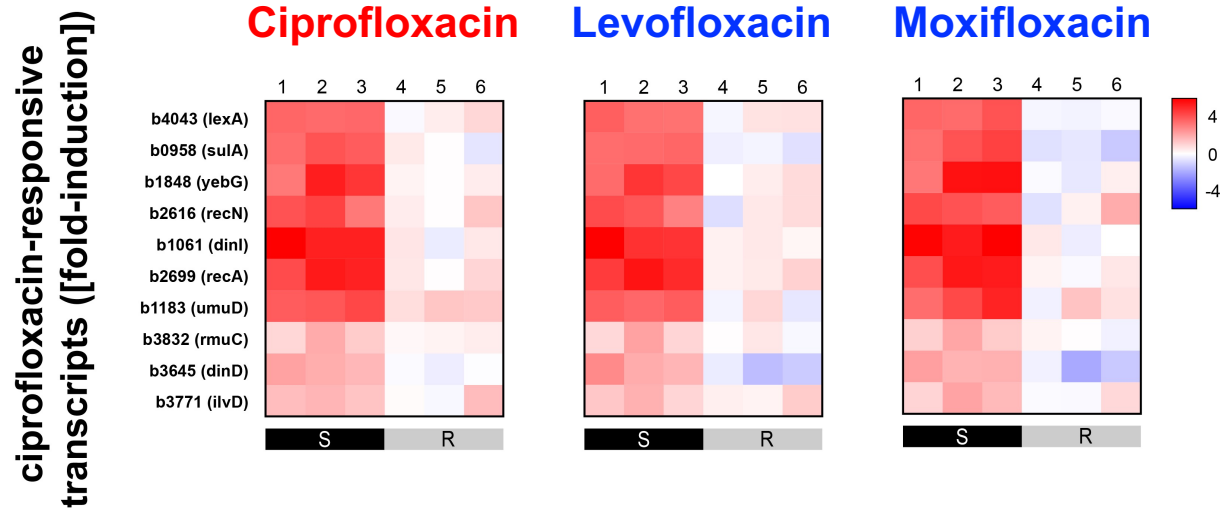 ciprofloxacin-responsive
transcripts ([fold-induction])
Ciprofloxacin
Levofloxacin
Moxifloxacin
1 2 3 4 5 6
1 2 3 4 5 6
1 2 3 4 5 6
b4043 (lexA)
b0958 (sulA)
b1848 (yebG)
b2616 (recN)
b1061 (dinI)
b2699 (recA)
b1183 (umuD)
b3832 (rmuC)
b3645 (dinD)
b3771 (ilvD)
4
0
-4
S R
S R
S R